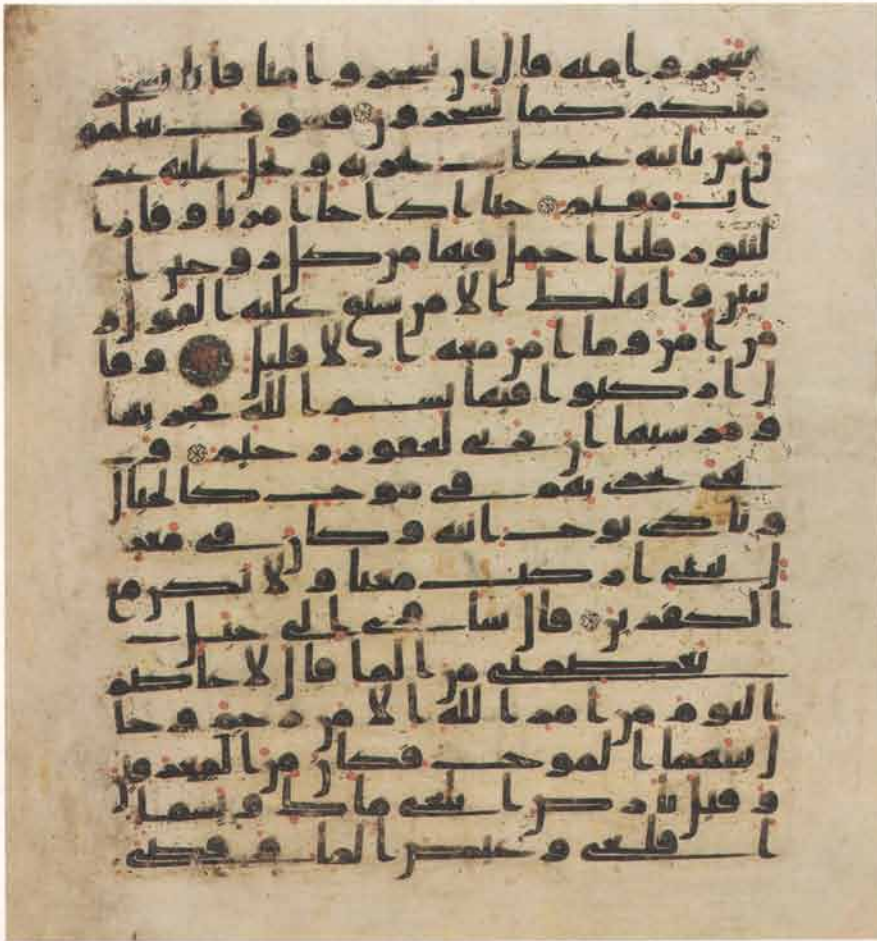 سخروا منه قال ان تسخروا منا فانا نسخر
منكم كما تسخرون فسوف تعلمو
ن من ياتيه عذاب يخزيه ويحل عليه عذ
اب مقيم حتا اذا جا امرنا وفار ا
لتنور قلنا احمل فيها من كل زوجين ا
ثنين واهلك الا من سبق عليه القول و
من امن وما امن معه الا قليل وقا
ل اركبوا فيها بسم الله مجريها
ومرسيها ان ربي لغفور رحيم و
هي تجري بهم في موج كالجبال
ونادى نوح ابنه وكان في معز
ل يبني اركب معنا ولا تكن مع
الكفرين قال ساوي الى جبل
يعصمني من الما قال لا عاصم
اليوم من امر الله الا من رحم وحا
ل بينهما الموج فكان من المغرقين
وقيل يارض ابلعي ماك ويسما
اقلعي وغيض الما وقضي